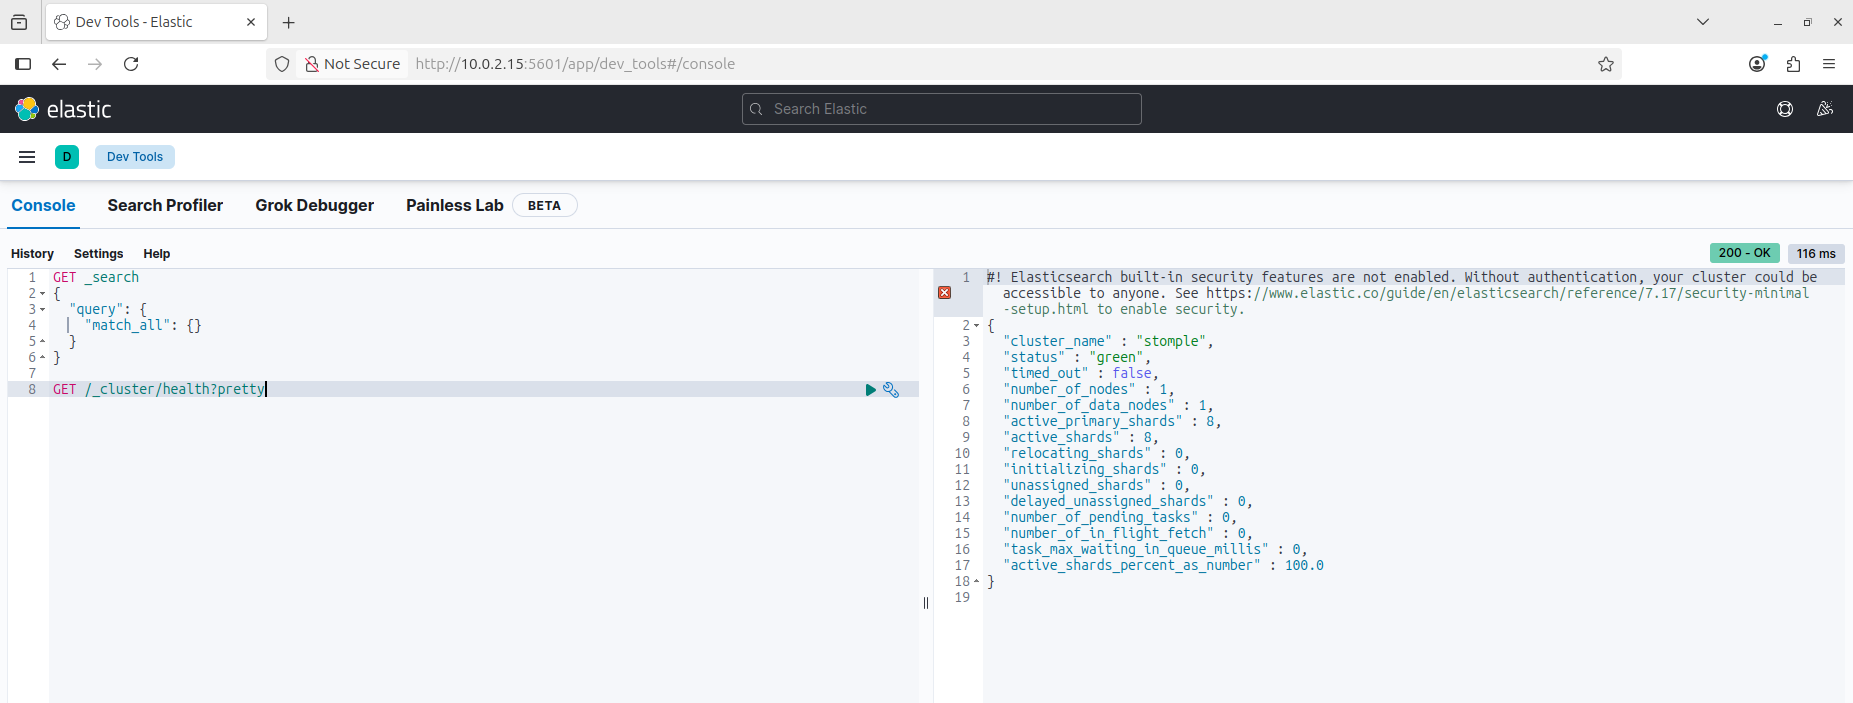 Dev Tools - Elastic
Not Secure http://10.0.2.15:5601/app/dev_tools#/console
elastic
Search Elastic
D Dev Tools
Console Search Profiler Grok Debugger Painless Lab BETA
History Settings Help
200 - OK 116 ms
1 GET _search
2 {
3 "query": {
4 "match_all": {}
5 }
6 }
7
8 GET /_cluster/health?pretty
1 #! Elasticsearch built-in security features are not enabled. Without authentication, your cluster could be
accessible to anyone. See https://www.elastic.co/guide/en/elasticsearch/reference/7.17/security-minimal
-setup.html to enable security.
2 {
3 "cluster_name" : "stomple",
4 "status" : "green",
5 "timed_out" : false,
6 "number_of_nodes" : 1,
7 "number_of_data_nodes" : 1,
8 "active_primary_shards" : 8,
9 "active_shards" : 8,
10 "relocating_shards" : 0,
11 "initializing_shards" : 0,
12 "unassigned_shards" : 0,
13 "delayed_unassigned_shards" : 0,
14 "number_of_pending_tasks" : 0,
15 "number_of_in_flight_fetch" : 0,
16 "task_max_waiting_in_queue_millis" : 0,
17 "active_shards_percent_as_number" : 100.0
18 }
19